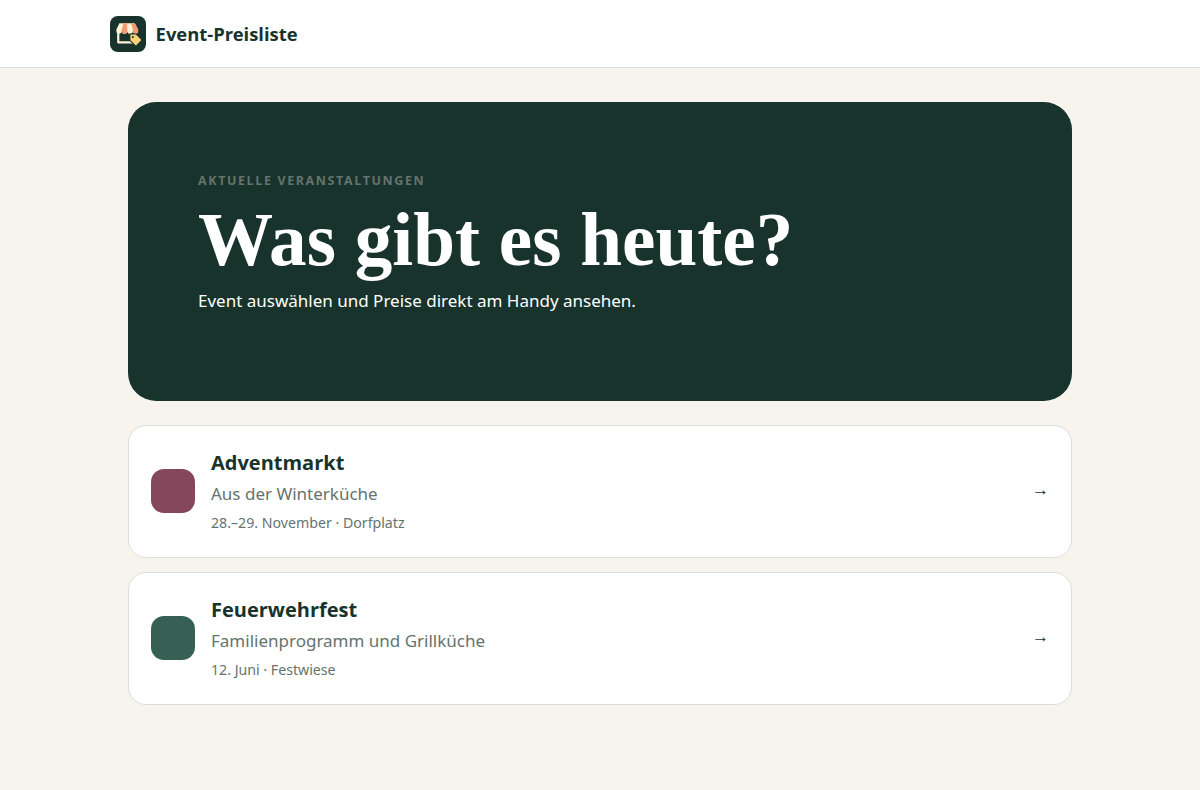 Event-Preisliste
AKTUELLE VERANSTALTUNGEN
Was gibt es heute?
Event auswählen und Preise direkt am Handy ansehen.
Adventmarkt
Aus der Winterküche
28.–29. November · Dorfplatz
→
Feuerwehrfest
Familienprogramm und Grillküche
12. Juni · Festwiese
→